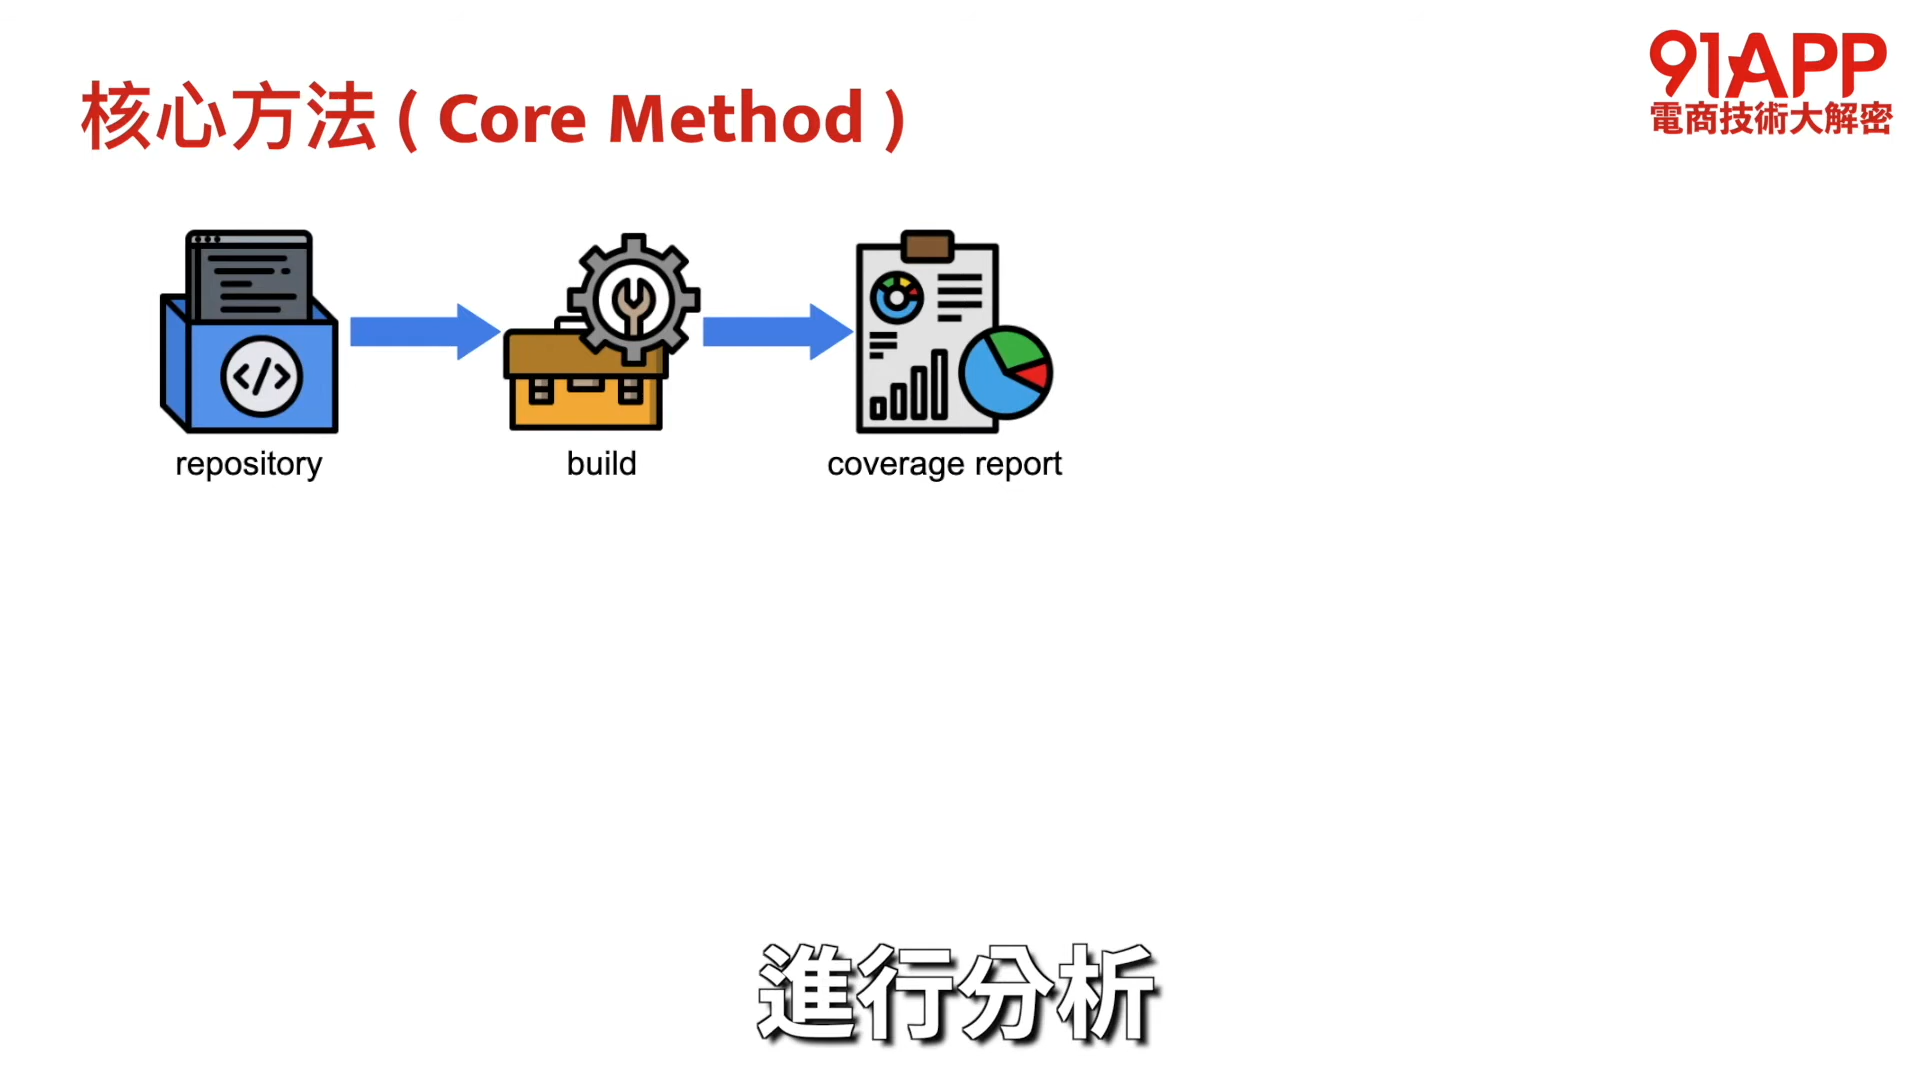 91APP
電商技術大解密
核心方法 ( Core Method )
repository
build
coverage report
進行分析